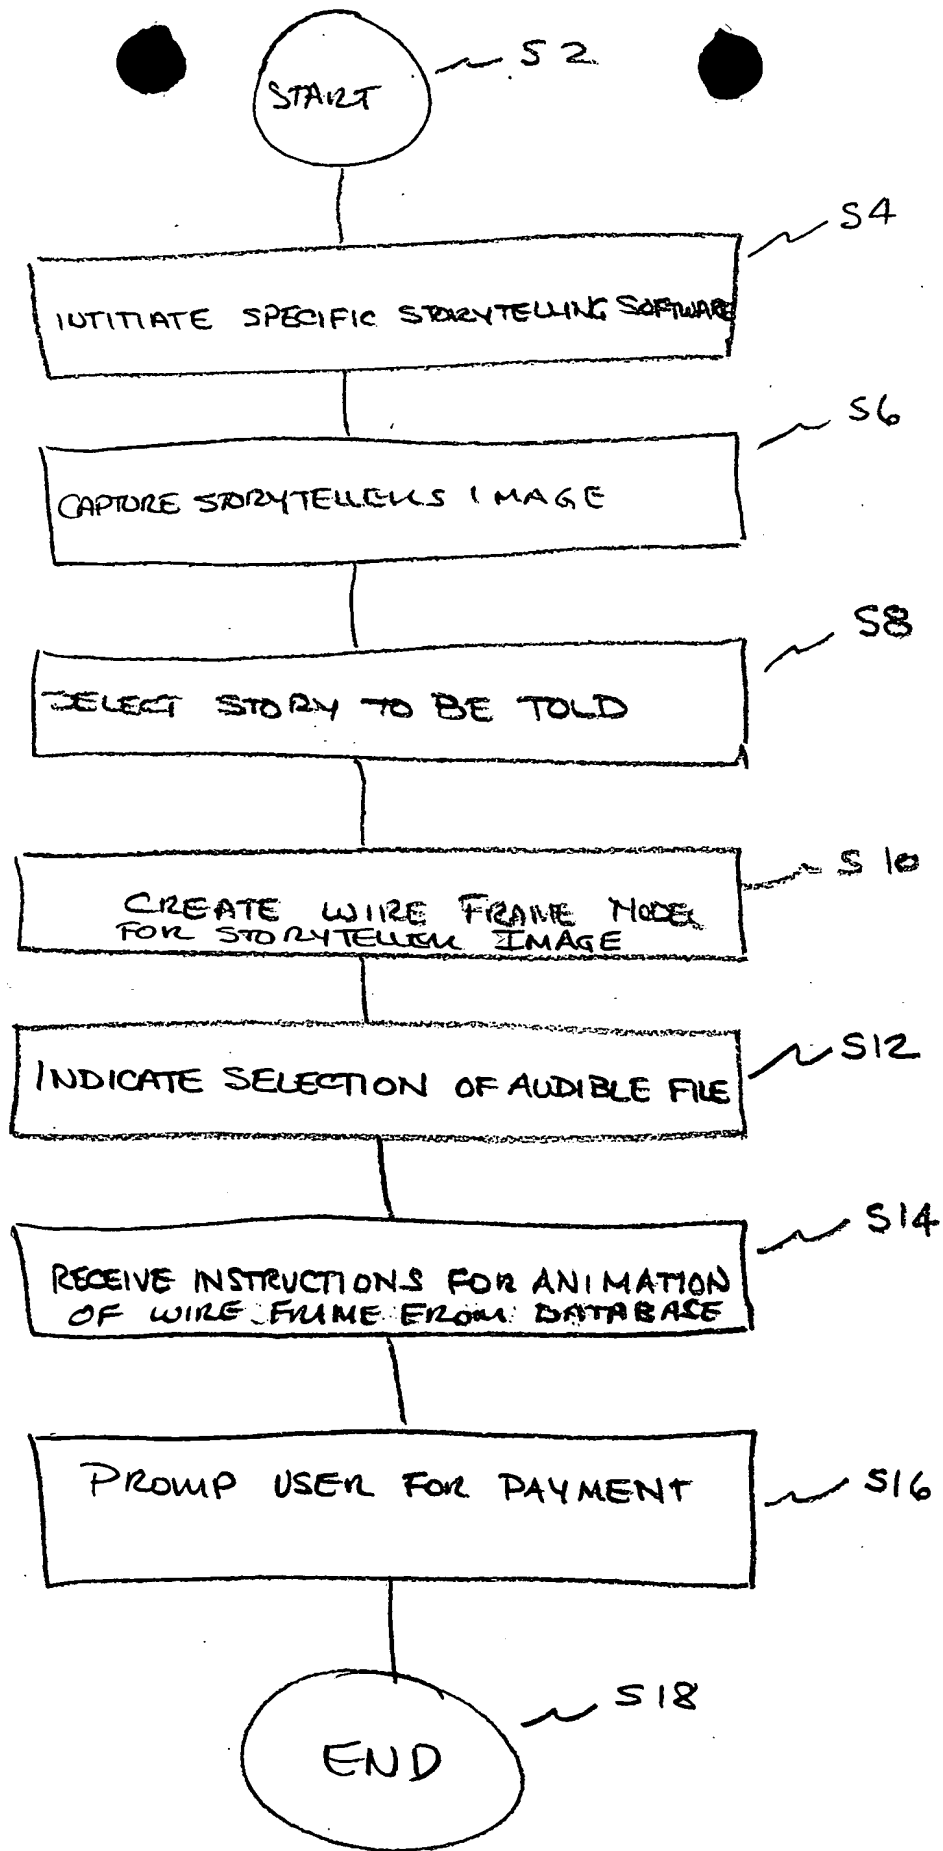 START
S2
S4
INTITIATE SPECIFIC STORYTELLING SOFTWARE
S6
CAPTURE STORYTELLERS IMAGE
S8
SELECT STORY TO BE TOLD
S10
CREATE WIRE FRAME MODEL
FOR STORYTELLER IMAGE
S12
INDICATE SELECTION OF AUDIBLE FILE
S14
RECEIVE INSTRUCTIONS FOR ANIMATION
OF WIRE FRAME FROM DATABASE
PROMP USER FOR PAYMENT
S16
S18
END